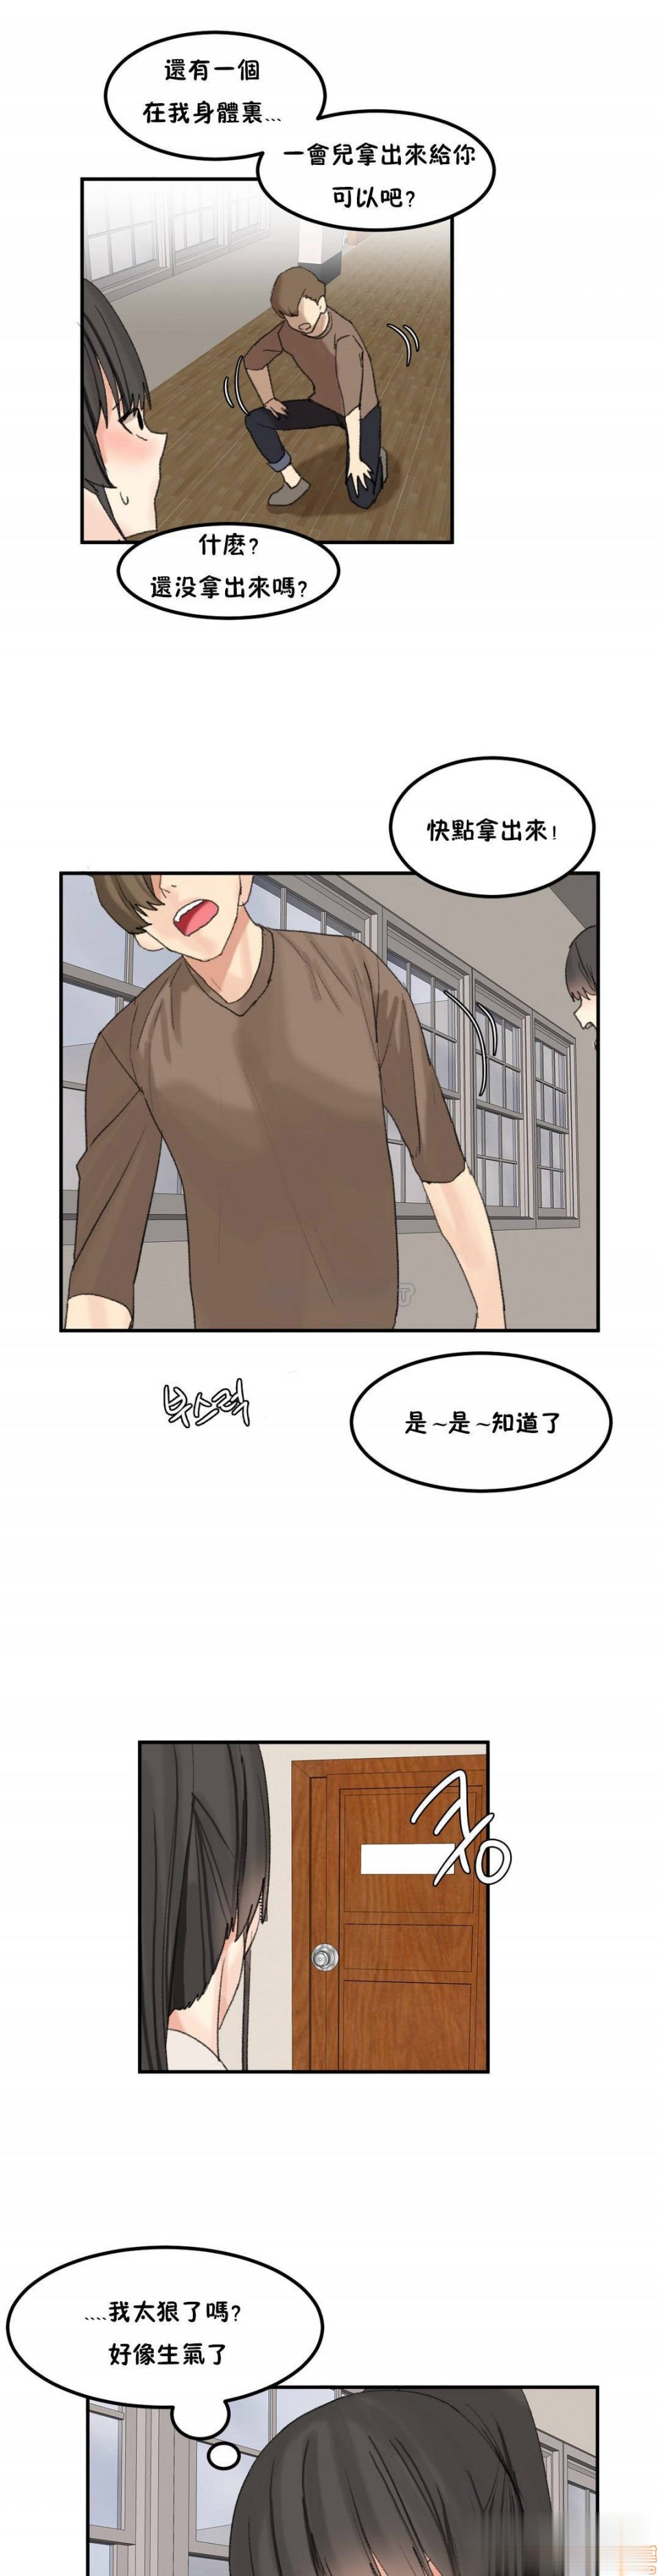 還有一個
在我身體裏...
一會兒拿出來給你
可以吧?
什麽?
還没拿出來嗎?
快點拿出來!
부스럭
是~是~知道了
....我太狠了嗎?
好像生氣了